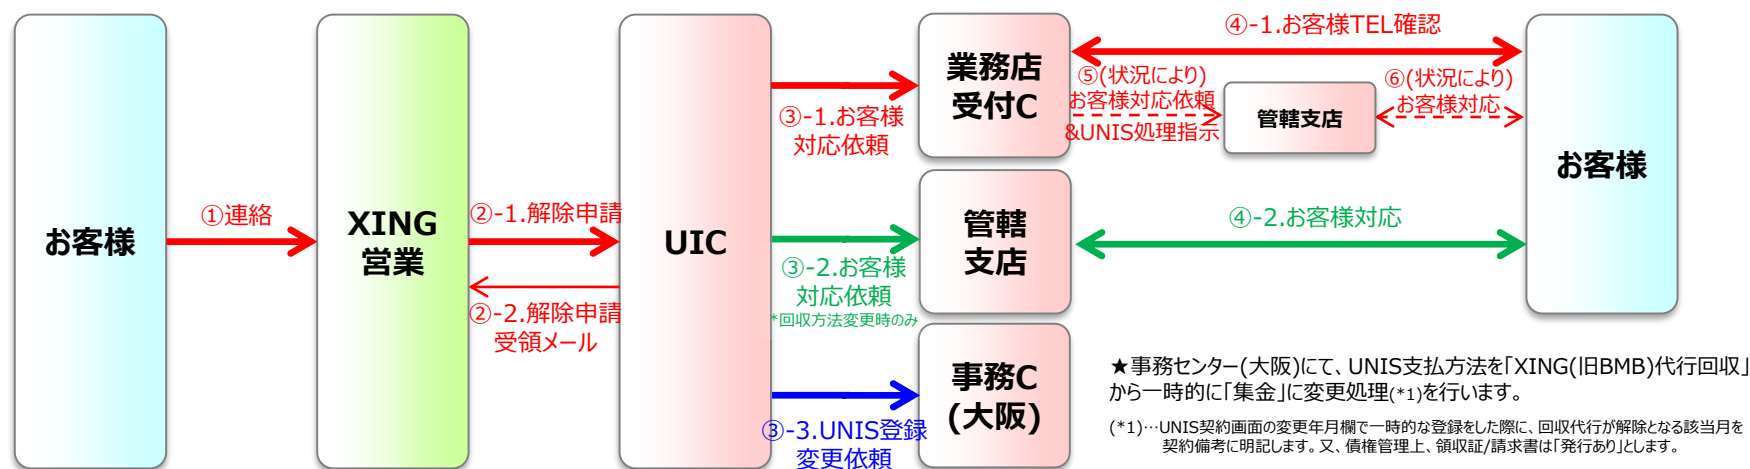 お客様
①連絡
XING
営業
②-1.解除申請
②-2.解除申請
受領メール
UIC
③-1.お客様
対応依頼
③-2.お客様
対応依頼
*回収方法変更時のみ
③-3.UNIS登録
変更依頼
業務店
受付C
管轄
支店
事務C
(大阪)
④-1.お客様TEL確認
⑤(状況により)
お客様対応依頼
&UNIS処理指示
管轄支店
⑥(状況により)
お客様対応
④-2.お客様対応
お客様
★事務センター(大阪)にて、UNIS支払方法を「XING(旧BMB)代行回収」
から一時的に「集金」に変更処理(*1)を行います。
(*1)…UNIS契約画面の変更年月欄で一時的な登録をした際に、回収代行が解除となる該当月を
契約備考に明記します。又、債権管理上、領収証/請求書は「発行あり」とします。